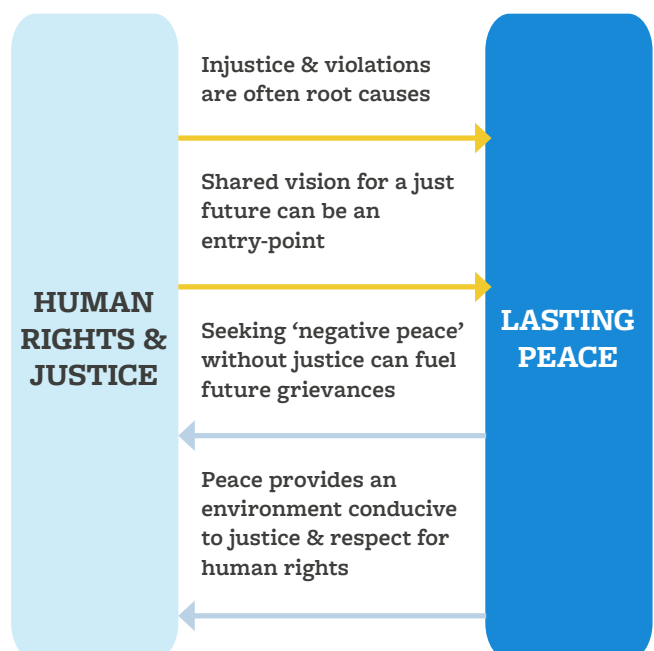 HUMAN
RIGHTS &
JUSTICE
Injustice & violations
are often root causes
Shared vision for a just
future can be an
entry-point
Seeking ‘negative peace’
without justice can fuel
future grievances
Peace provides an
environment conducive
to justice & respect for
human rights
LASTING
PEACE